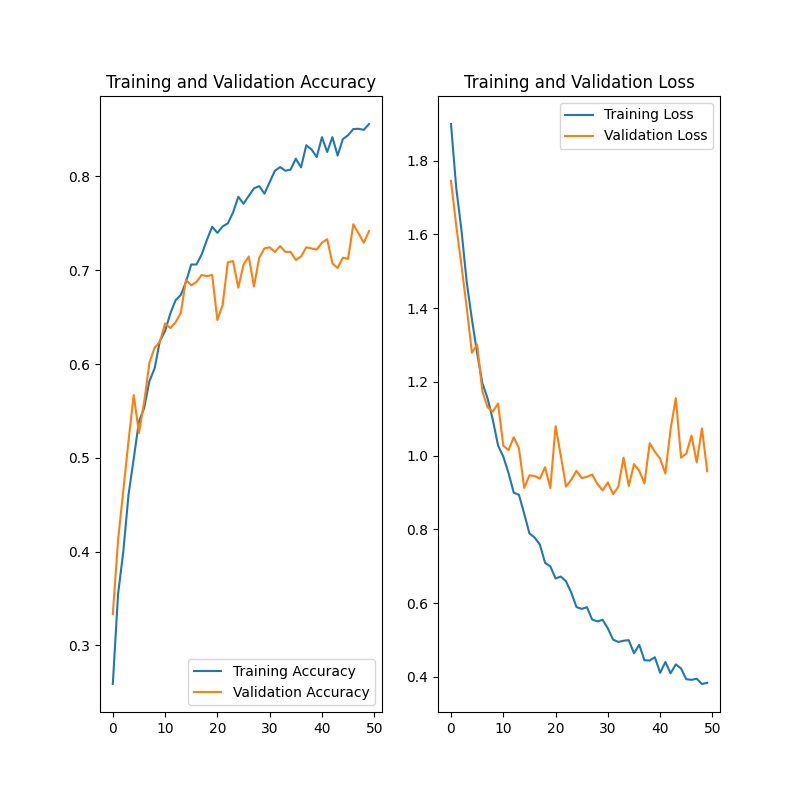 Training and Validation Accuracy
0.8
0.7
0.6
0.5
0.4
0.3
Training Accuracy
Validation Accuracy
0 10 20 30 40 50
Training and Validation Loss
Training Loss
Validation Loss
1.8
1.6
1.4
1.2
1.0
0.8
0.6
0.4
0 10 20 30 40 50